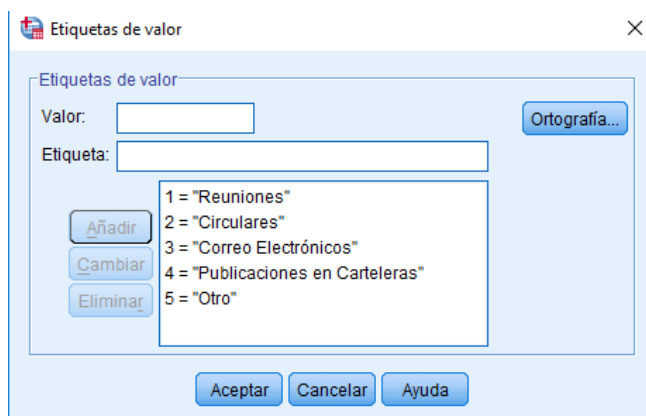 Etiquetas de valor
Etiquetas de valor
Valor:
Ortografía...
Etiqueta:
1 = "Reuniones"
2 = "Circulares"
3 = "Correo Electrónicos"
4 = "Publicaciones en Carteleras"
5 = "Otro"
Añadir
Cambiar
Eliminar
Aceptar Cancelar Ayuda